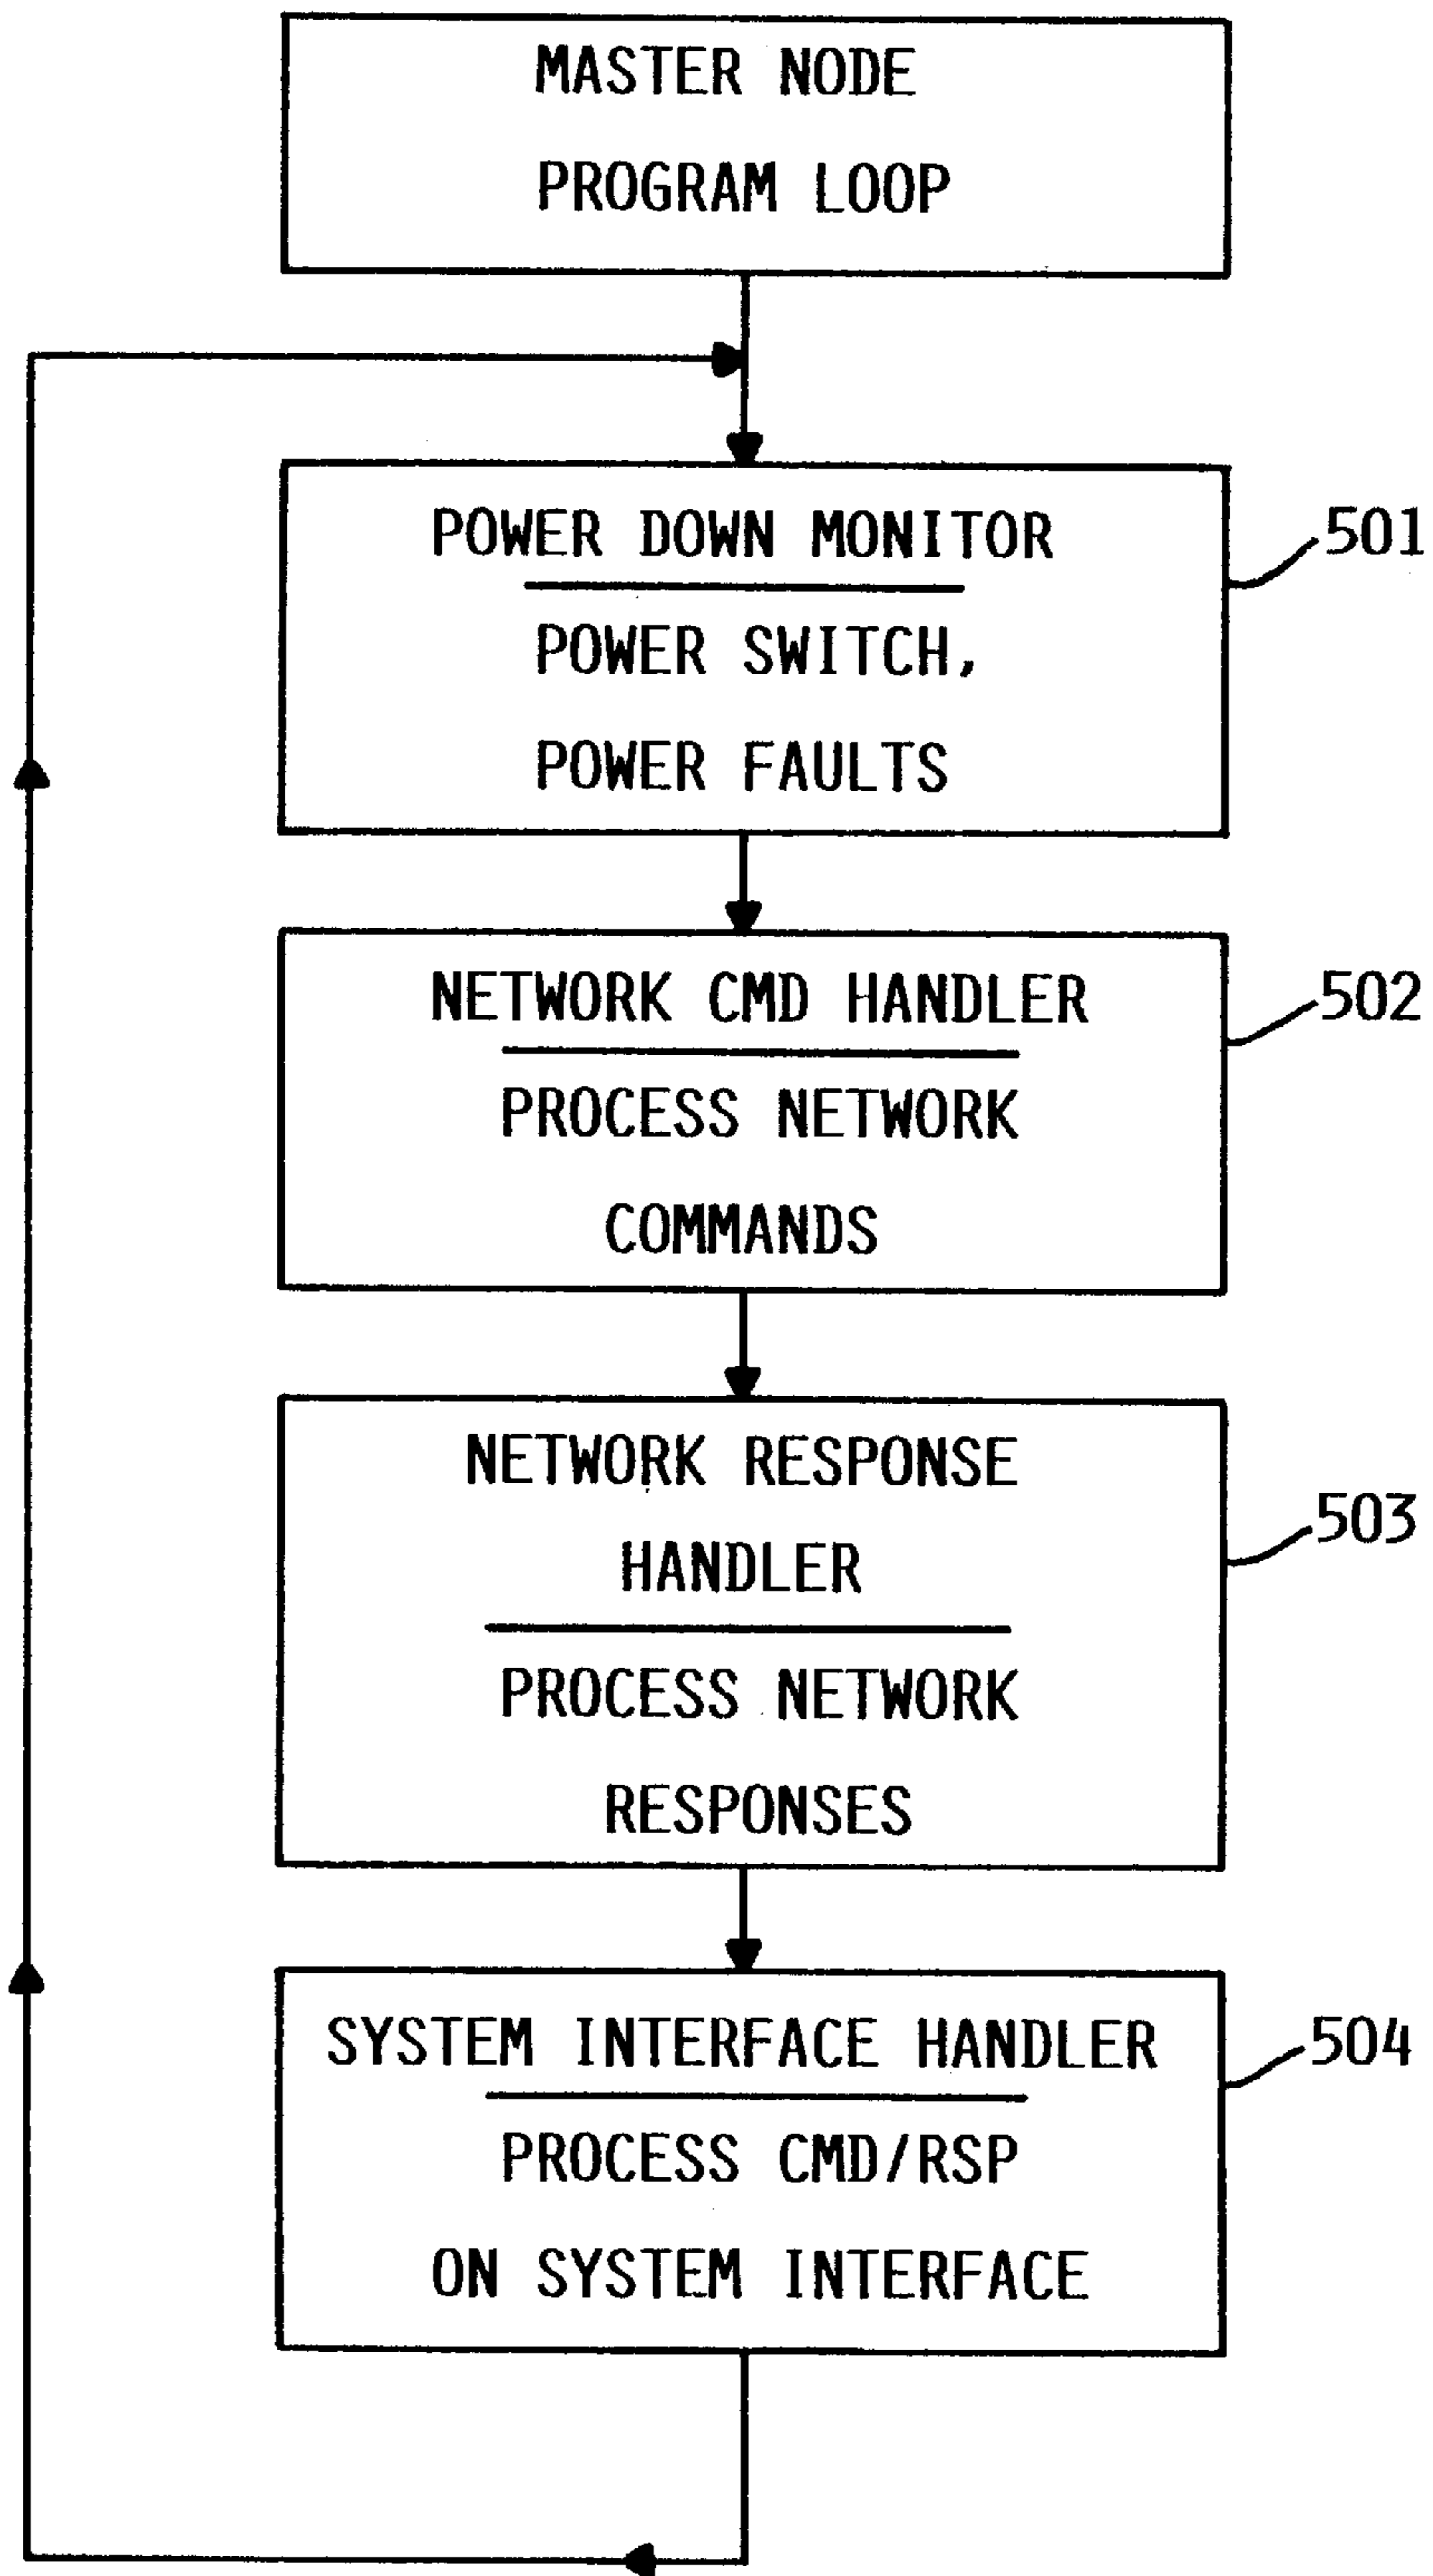 MASTER NODE
PROGRAM LOOP
POWER DOWN MONITOR
501
POWER SWITCH,
POWER FAULTS
NETWORK CMD HANDLER
502
PROCESS NETWORK
COMMANDS
NETWORK RESPONSE
503
HANDLER
PROCESS NETWORK
RESPONSES
SYSTEM INTERFACE HANDLER
504
PROCESS CMD/RSP
ON SYSTEM INTERFACE